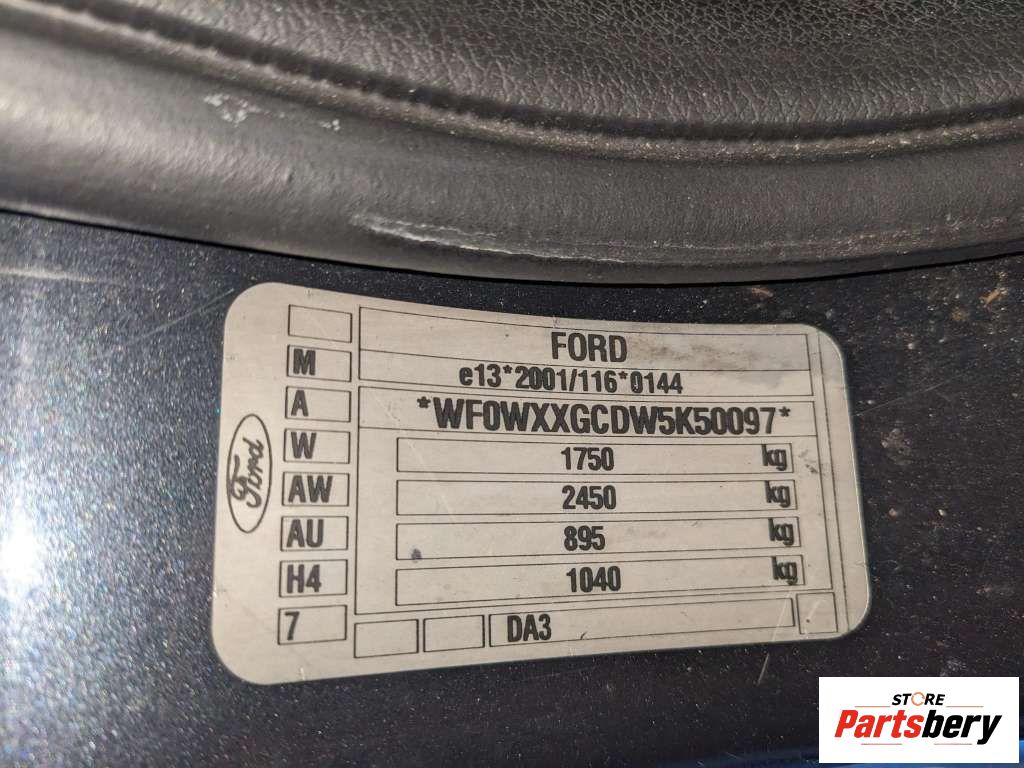 FORD
e13*2001/116*0144
*WF0WXXGCDW5K50097*
1750 kg
2450 kg
895 kg
1040 kg
M
A
W
AW
AU
H4
7
DA3
Ford
STORE
Partsbery